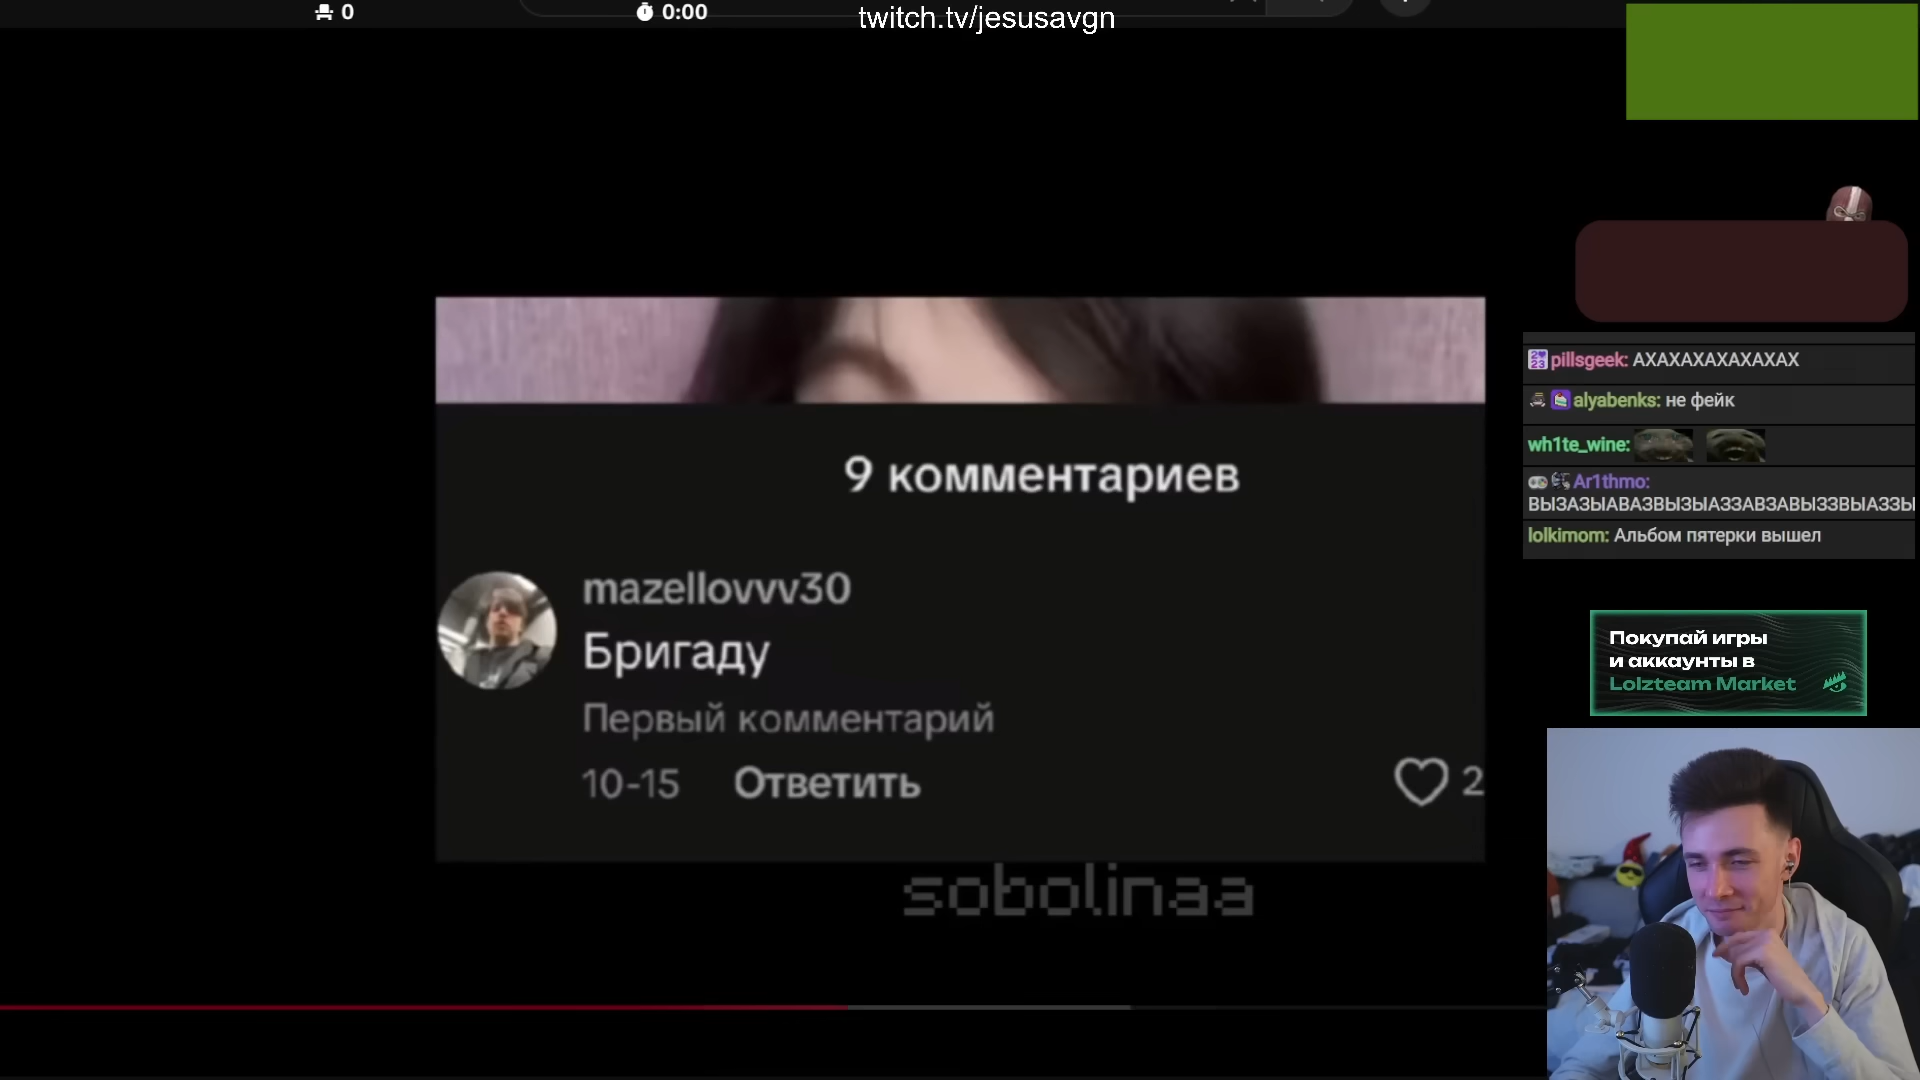 0
0:00
twitch.tv/jesusavgn
9 комментариев
mazellovvv30
Бригаду
Первый комментарий
10-15 Ответить
2
sobolinaa
pillsgeek: АХАХАХАХАХАХАХ
alyabenks: не фейк
wh1te_wine:
Ar1thmo:
lolkimom: Альбом пятерки вышел
Покупай игры
и аккаунты в
Lolzteam Market